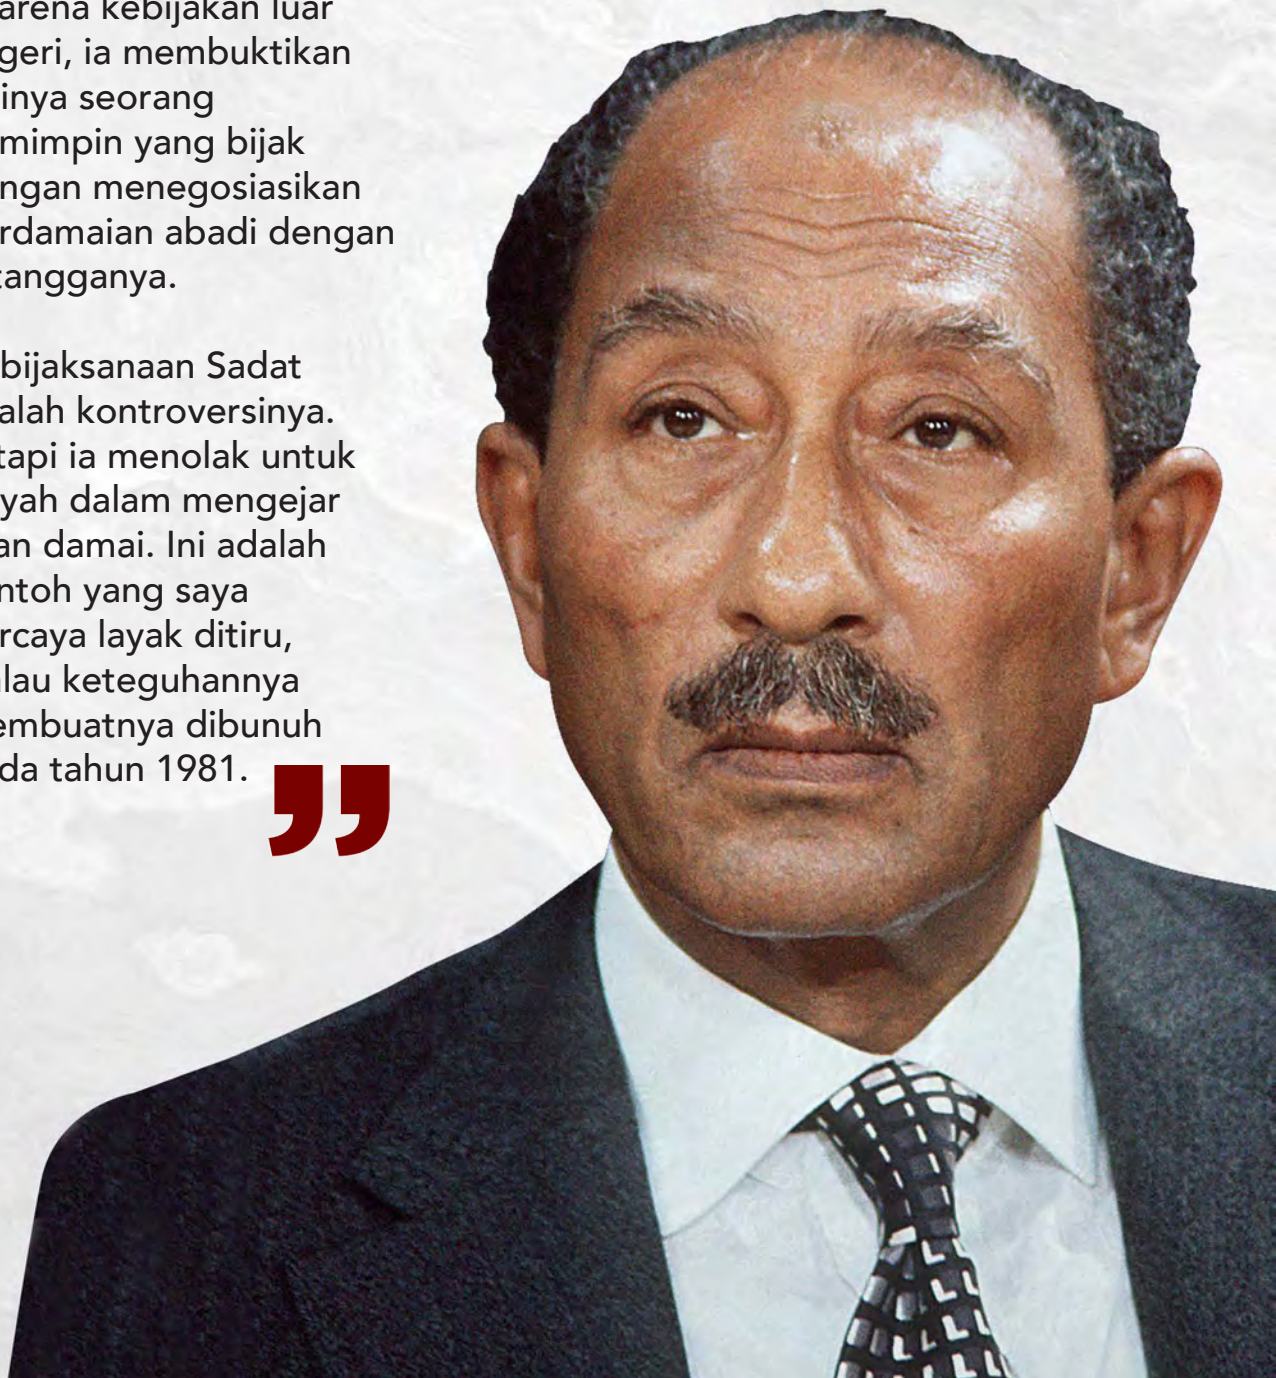 arena kebijakan luar
geri, ia membuktikan
inya seorang
mimpin yang bijak
ngan menegosiasikan
rdamaian abadi dengan
tangganya.
bijaksanaan Sadat
alah kontroversinya.
tapi ia menolak untuk
yah dalam mengejar
an damai. Ini adalah
ntoh yang saya
rcaya layak ditiru,
lau keteguhannya
embuatnya dibunuh
da tahun 1981.
”